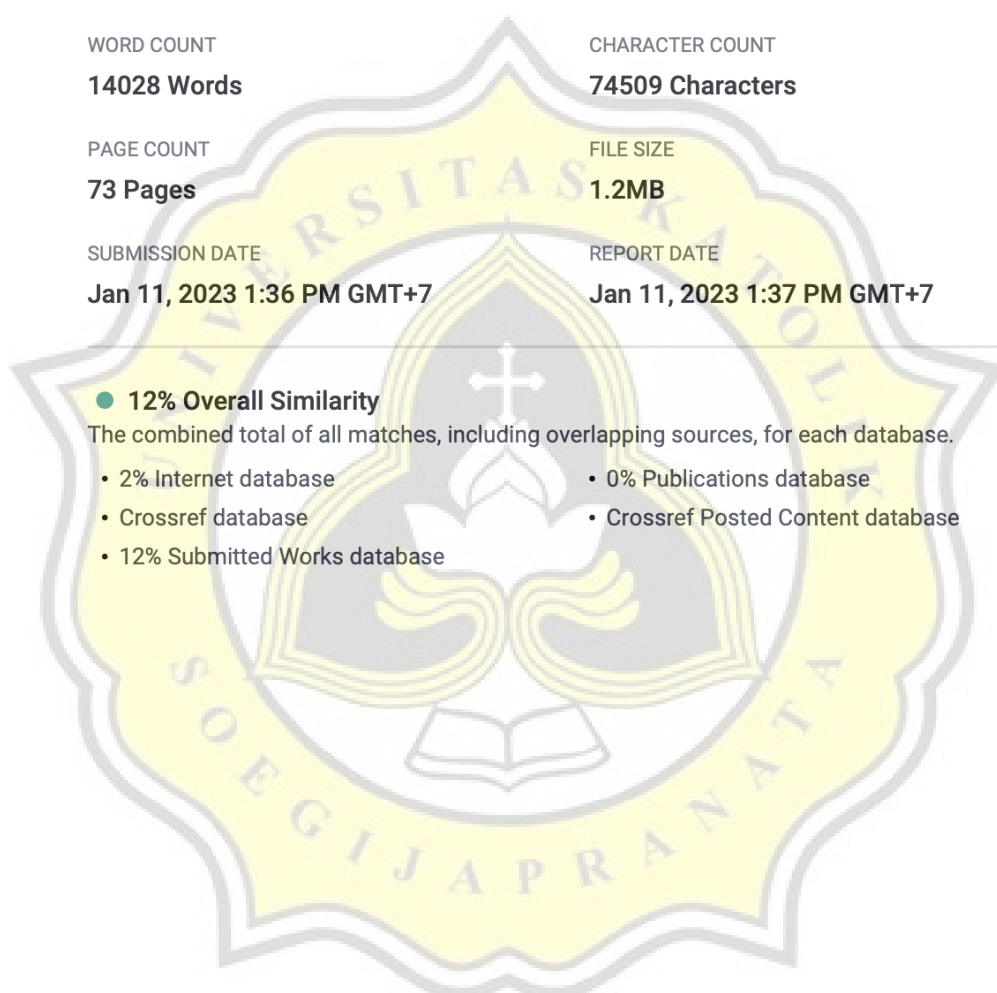 WORD COUNT
14028 Words
CHARACTER COUNT
74509 Characters
PAGE COUNT
73 Pages
FILE SIZE
1.2MB
SUBMISSION DATE
Jan 11, 2023 1:36 PM GMT+7
REPORT DATE
Jan 11, 2023 1:37 PM GMT+7
12% Overall Similarity
The combined total of all matches, including overlapping sources, for each database.
• 2% Internet database
• 0% Publications database
• Crossref database
• Crossref Posted Content database
• 12% Submitted Works database
UNIVERSITAS KATOLIK
SOEGIJAPRANATA